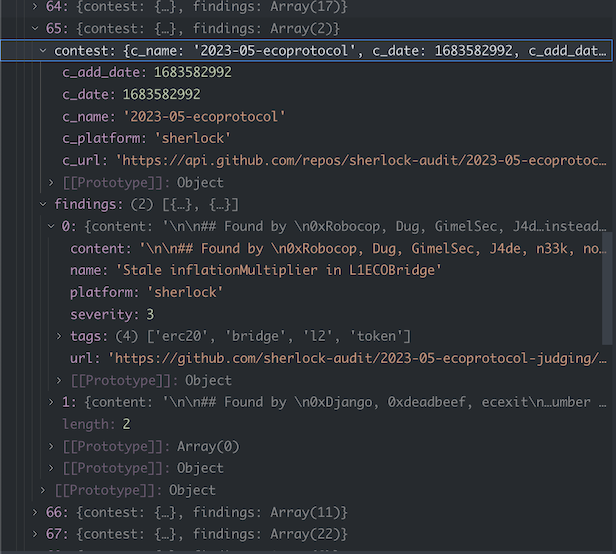 64: {contest: {…}, findings: Array(17)}
65: {contest: {…}, findings: Array(2)}
contest: {c_name: '2023-05-ecoprotocol', c_date: 1683582992, c_add_dat…
c_add_date: 1683582992
c_date: 1683582992
c_name: '2023-05-ecoprotocol'
c_platform: 'sherlock'
c_url: 'https://api.github.com/repos/sherlock-audit/2023-05-ecoprotoc…
[[Prototype]]: Object
findings: (2) [{…}, {…}]
0: {content: '\n\n## Found by \n0xRobocop, Dug, GimelSec, J4d…instead…
content: '\n\n## Found by \n0xRobocop, Dug, GimelSec, J4de, n33k, no…
name: 'Stale inflationMultiplier in L1ECOBridge'
platform: 'sherlock'
severity: 3
tags: (4) ['erc20', 'bridge', 'l2', 'token']
url: 'https://github.com/sherlock-audit/2023-05-ecoprotocol-judging/…
[[Prototype]]: Object
1: {content: '\n\n## Found by \n0xDjango, 0xdeadbeef, ecexit\n…umber …
length: 2
[[Prototype]]: Array(0)
[[Prototype]]: Object
[[Prototype]]: Object
66: {contest: {…}, findings: Array(11)}
67: {contest: {…}, findings: Array(22)}